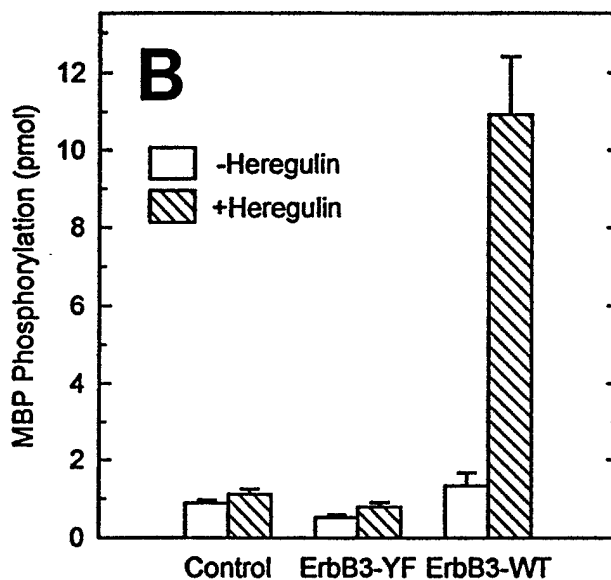 B
-Heregulin
+Heregulin
MBP Phosphorylation (pmol)
12
10
8
6
4
2
0
Control ErbB3-YF ErbB3-WT